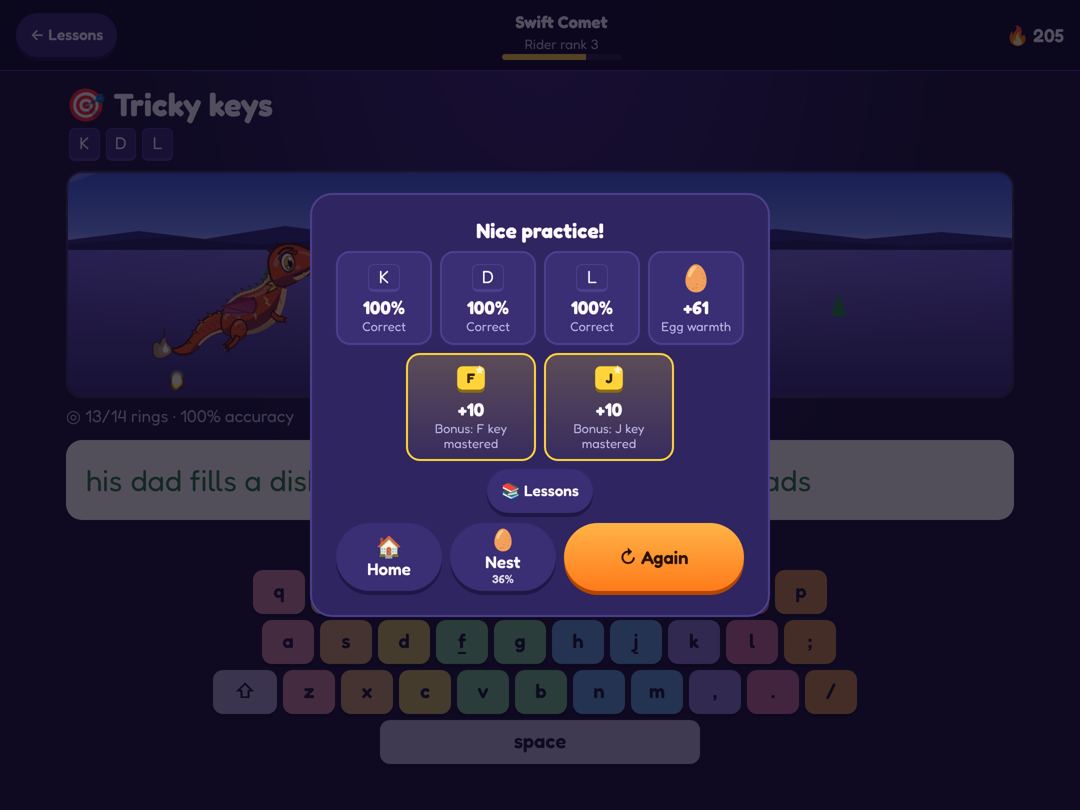 ← Lessons
Swift Comet
Rider rank 3
205
Tricky keys
K D L
13/14 rings · 100% accuracy
his dad fills a dis
ads
Nice practice!
K
100%
Correct
D
100%
Correct
L
100%
Correct
+61
Egg warmth
F
+10
Bonus: F key
mastered
J
+10
Bonus: J key
mastered
Lessons
Home
Nest
36%
↻ Again
q p
a s d f g h j k l ;
⇧ z x c v b n m , . /
space